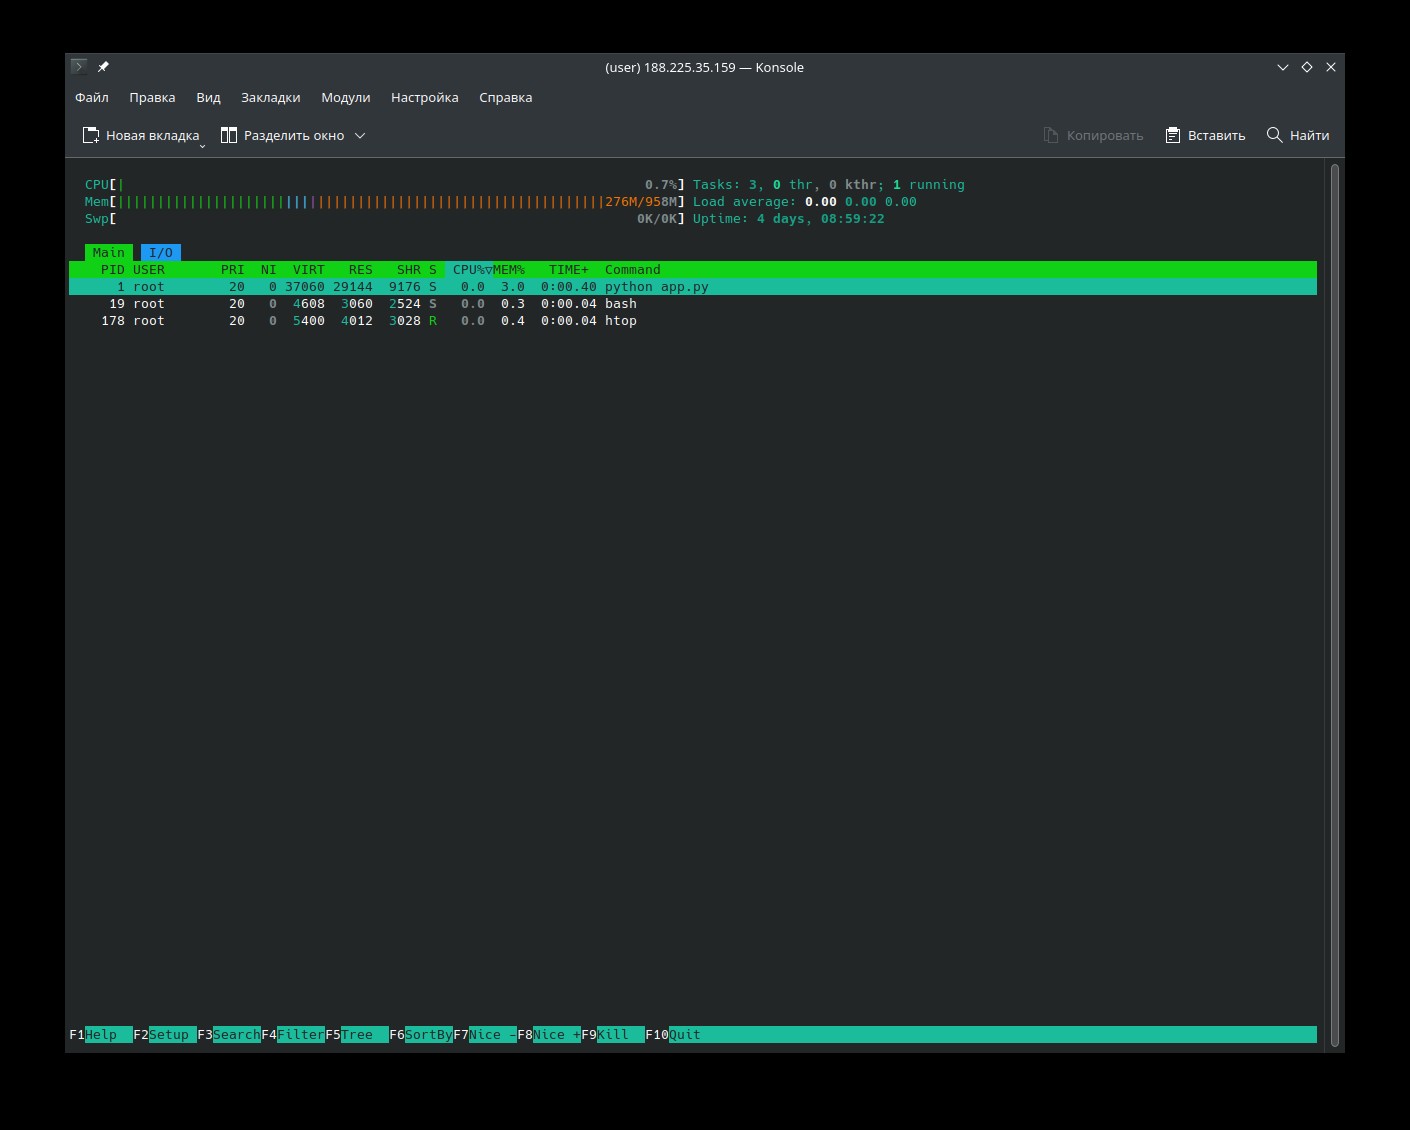 (user) 188.225.35.159 — Konsole
Файл Правка Вид Закладки Модули Настройка Справка
Новая вкладка Разделить окно Копировать Вставить Найти
CPU[| 0.7%] Tasks: 3, 0 thr, 0 kthr; 1 running
Mem[|||||||||||||||||||||||||||||||||||||||||||||||||||||||||||||276M/958M] Load average: 0.00 0.00 0.00
Swp[ 0K/0K] Uptime: 4 days, 08:59:22
Main I/O
PID USER PRI NI VIRT RES SHR S CPU%▽MEM% TIME+ Command
1 root 20 0 37060 29144 9176 S 0.0 3.0 0:00.40 python app.py
19 root 20 0 4608 3060 2524 S 0.0 0.3 0:00.04 bash
178 root 20 0 5400 4012 3028 R 0.0 0.4 0:00.04 htop
F1Help F2Setup F3SearchF4FilterF5Tree F6SortByF7Nice -F8Nice +F9Kill F10Quit